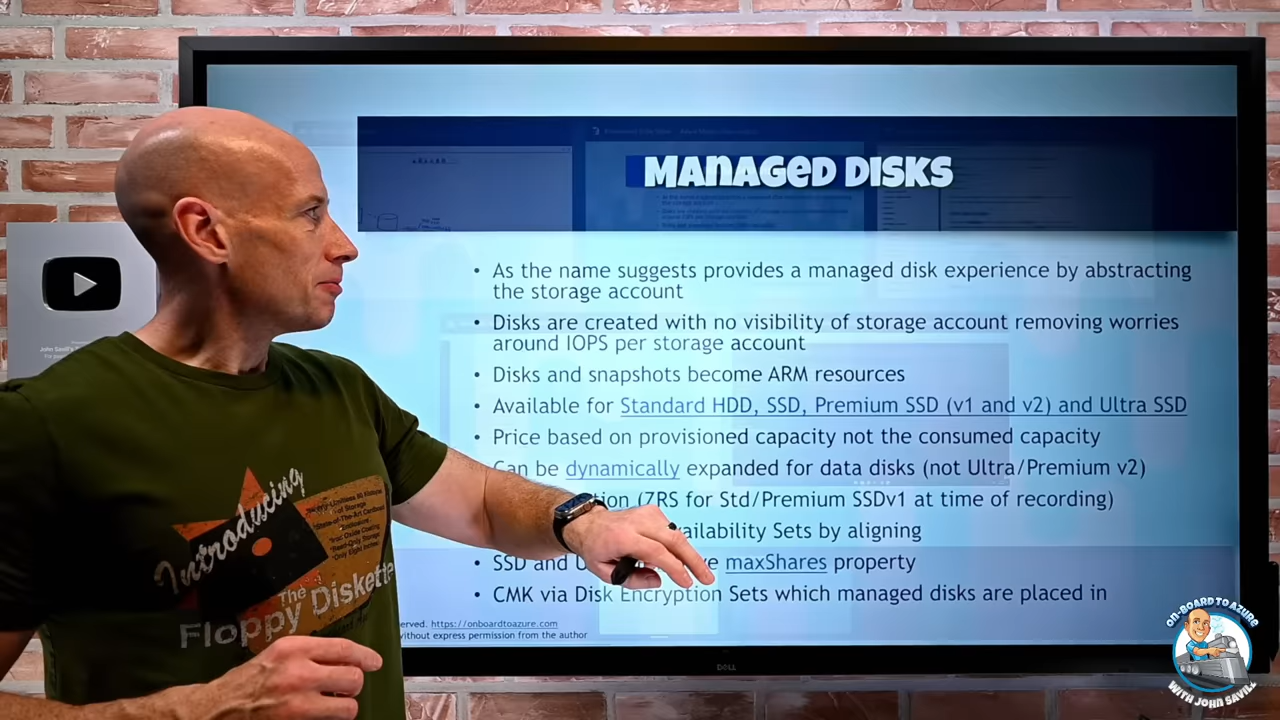 MANAGED DISKS
• As the name suggests provides a managed disk experience by abstracting
the storage account
• Disks are created with no visibility of storage account removing worries
around IOPS per storage account
• Disks and snapshots become ARM resources
• Available for Standard HDD, SSD, Premium SSD (v1 and v2) and Ultra SSD
• Price based on provisioned capacity not the consumed capacity
Can be dynamically expanded for data disks (not Ultra/Premium v2)
(ZRS for Std/Premium SSDv1 at time of recording)
Sets by aligning
• SSD and maxShares property
• CMK via Disk Encryption Sets which managed disks are placed in
https://onboardtoazure.com
without express permission from the author
DELL
Introducing
The
Floppy Diskette
ON-BOARD TO AZURE
WITH JOHN SAVILL